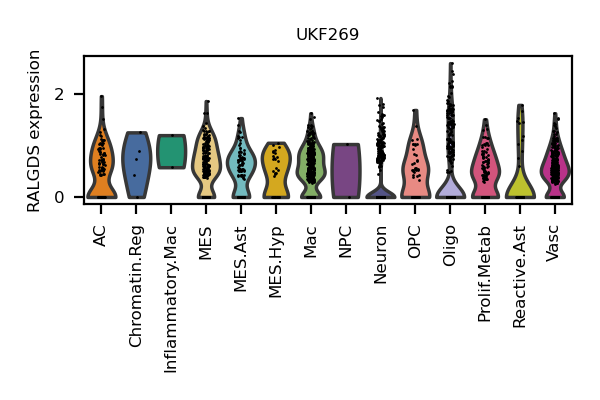 UKF269
RALGDS expression
2
0
AC
Chromatin.Reg
Inflammatory.Mac
MES
MES.Ast
MES.Hyp
Mac
NPC
Neuron
OPC
Oligo
Prolif.Metab
Reactive.Ast
Vasc